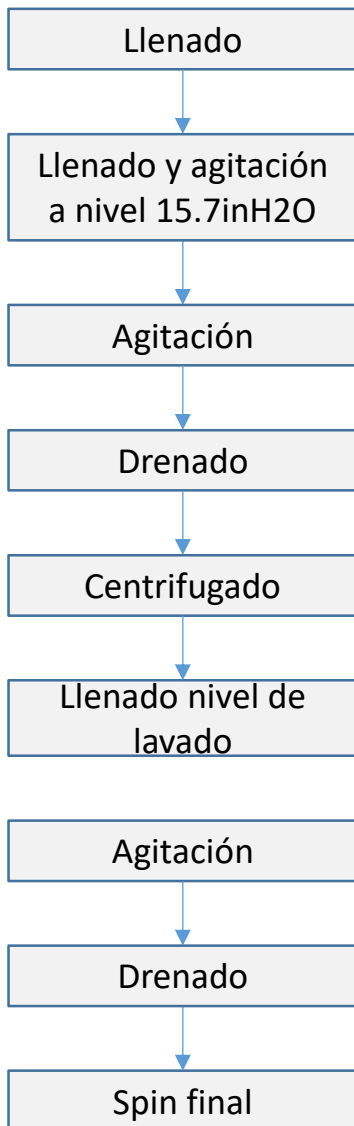 Llenado
Llenado y agitación
a nivel 15.7inH2O
Agitación
Drenado
Centrifugado
Llenado nivel de
lavado
Agitación
Drenado
Spin final